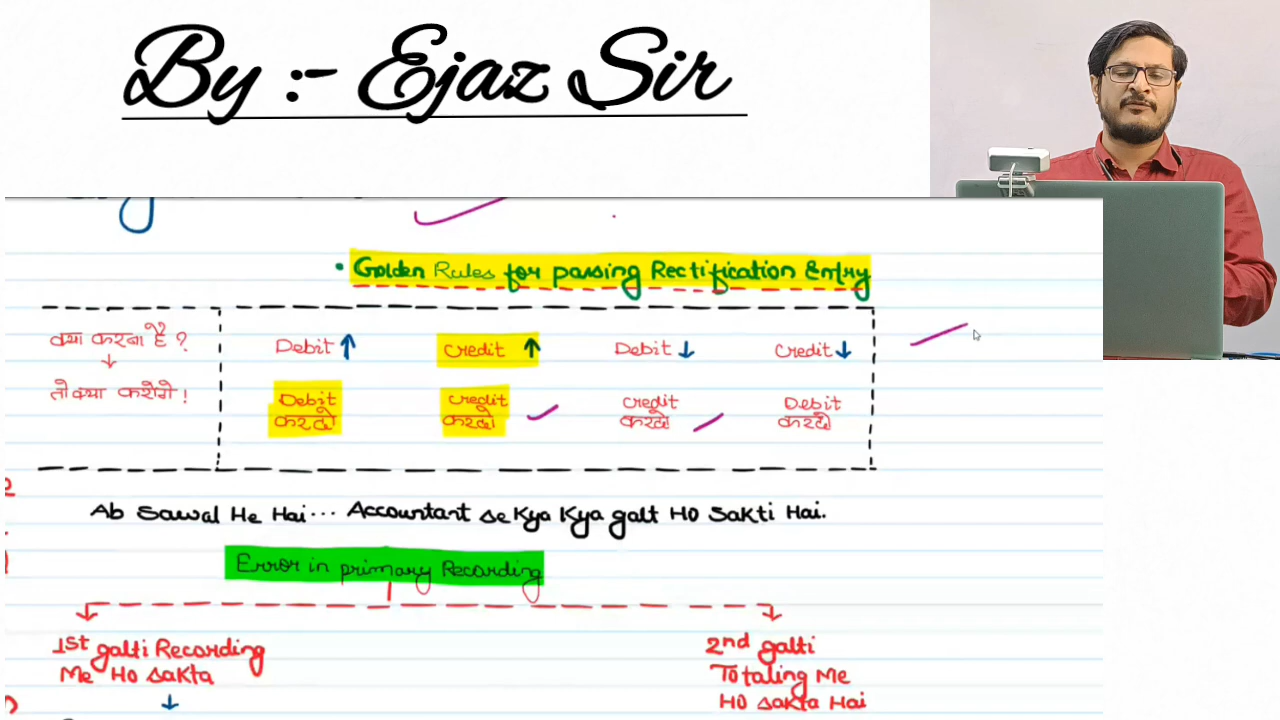 By :- Ejaz Sir
• Golden Rules for passing Rectification Entry
क्या करना है ? Debit ↑ Credit ↑ Debit ↓ Credit ↓
↓
तो क्या करोगे ! Debit Credit Credit Debit
करदो करदो करदो करदो
Ab Sawal He Hai... Accountant se Kya Kya galt Ho Sakti Hai.
Error in primary Recording
1st galti Recording
Me Ho sakta
2nd galti
Totaling Me
Ho sakta Hai